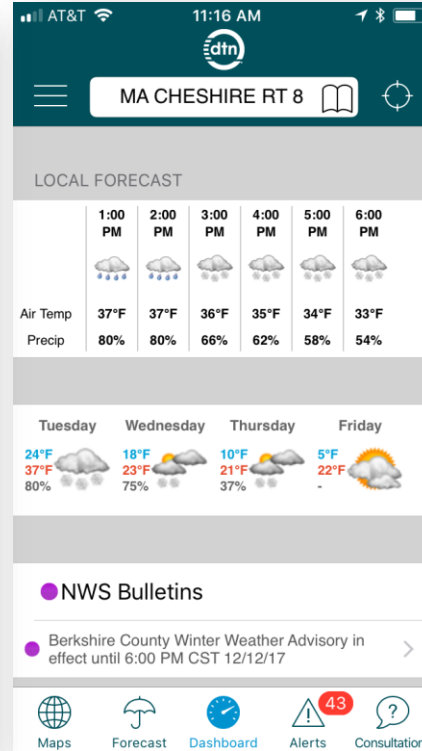 AT&T 11:16 AM
dtn
MA CHESHIRE RT 8
LOCAL FORECAST
1:00 PM 2:00 PM 3:00 PM 4:00 PM 5:00 PM 6:00 PM
Air Temp 37°F 37°F 36°F 35°F 34°F 33°F
Precip 80% 80% 66% 62% 58% 54%
Tuesday Wednesday Thursday Friday
24°F 18°F 10°F 5°F
37°F 23°F 21°F 22°F
80% 75% 37% -
NWS Bulletins
Berkshire County Winter Weather Advisory in
effect until 6:00 PM CST 12/12/17
43
?
Maps Forecast Dashboard Alerts Consultation